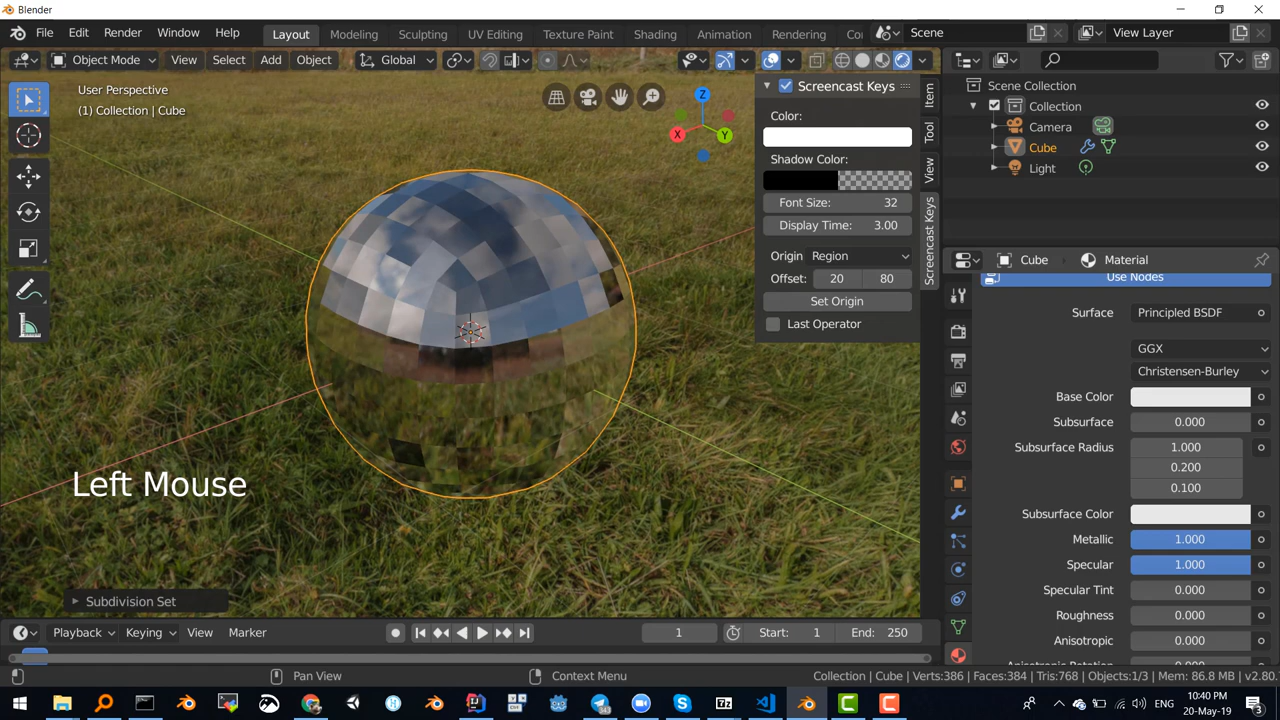 Blender
File Edit Render Window Help Layout Modeling Sculpting UV Editing Texture Paint Shading Animation Rendering Co Scene View Layer
Object Mode View Select Add Object Global
User Perspective
(1) Collection | Cube
Z
X
Y
Screencast Keys
Color:
Shadow Color:
Font Size: 32
Display Time: 3.00
Origin Region
Offset: 20 80
Set Origin
Last Operator
Item
Tool
View
Screencast Keys
Scene Collection
Collection
Camera
Cube
Light
Cube Material
Use Nodes
Surface Principled BSDF
GGX
Christensen-Burley
Base Color
Subsurface 0.000
Subsurface Radius 1.000
0.200
0.100
Subsurface Color
Metallic 1.000
Specular 1.000
Specular Tint 0.000
Roughness 0.000
Anisotropic 0.000
Anisotropic Rotation 0.000
Left Mouse
Subdivision Set
Playback Keying View Marker 1 Start: 1 End: 250
Pan View Context Menu Collection | Cube | Verts:386 | Faces:384 | Tris:768 | Objects:1/3 | Mem: 86.8 MB | v2.80.
7z
10:40 PM
20-May-19
3